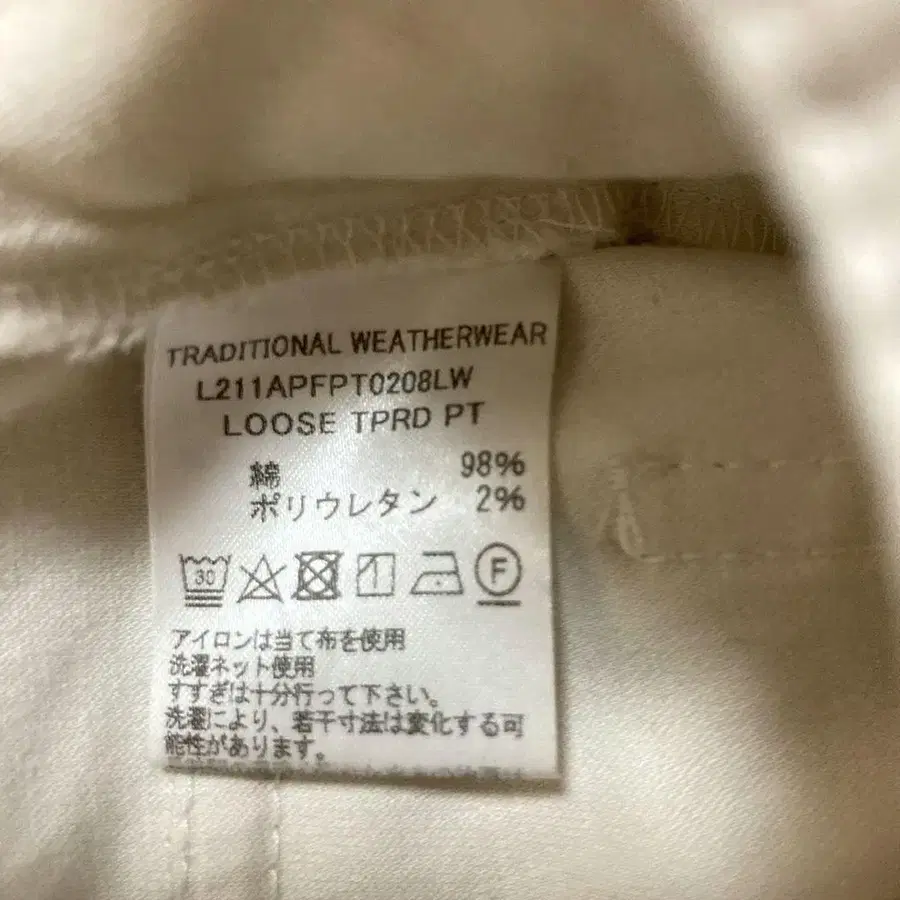 TRADITIONAL WEATHERWEAR
L211APFPT0208LW
LOOSE TPRD PT
綿 98%
ポリウレタン 2%
30 F
アイロンは当て布を使用
洗濯ネット使用
すすぎは十分行って下さい。
洗濯により、若干寸法は変化する可
能性があります。